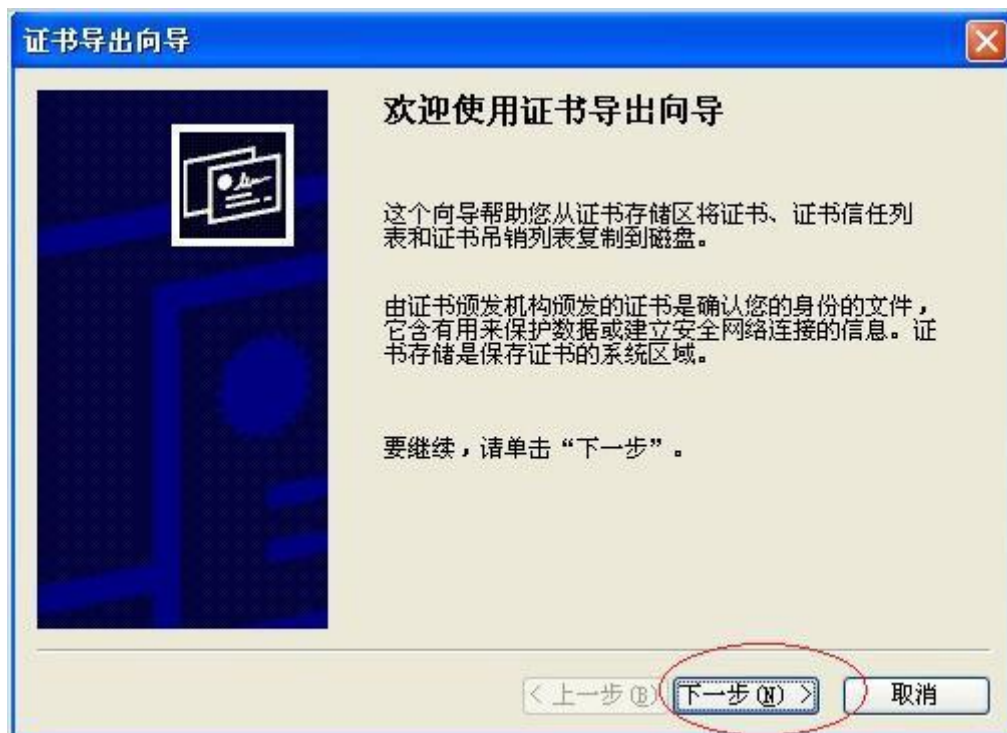 证书导出向导
欢迎使用证书导出向导
这个向导帮助您从证书存储区将证书、证书信任列
表和证书吊销列表复制到磁盘。
由证书颁发机构颁发的证书是确认您的身份的文件，
它含有用来保护数据或建立安全网络连接的信息。证
书存储是保存证书的系统区域。
要继续，请单击“下一步”。
< 上一步(B) 下一步(N) > 取消